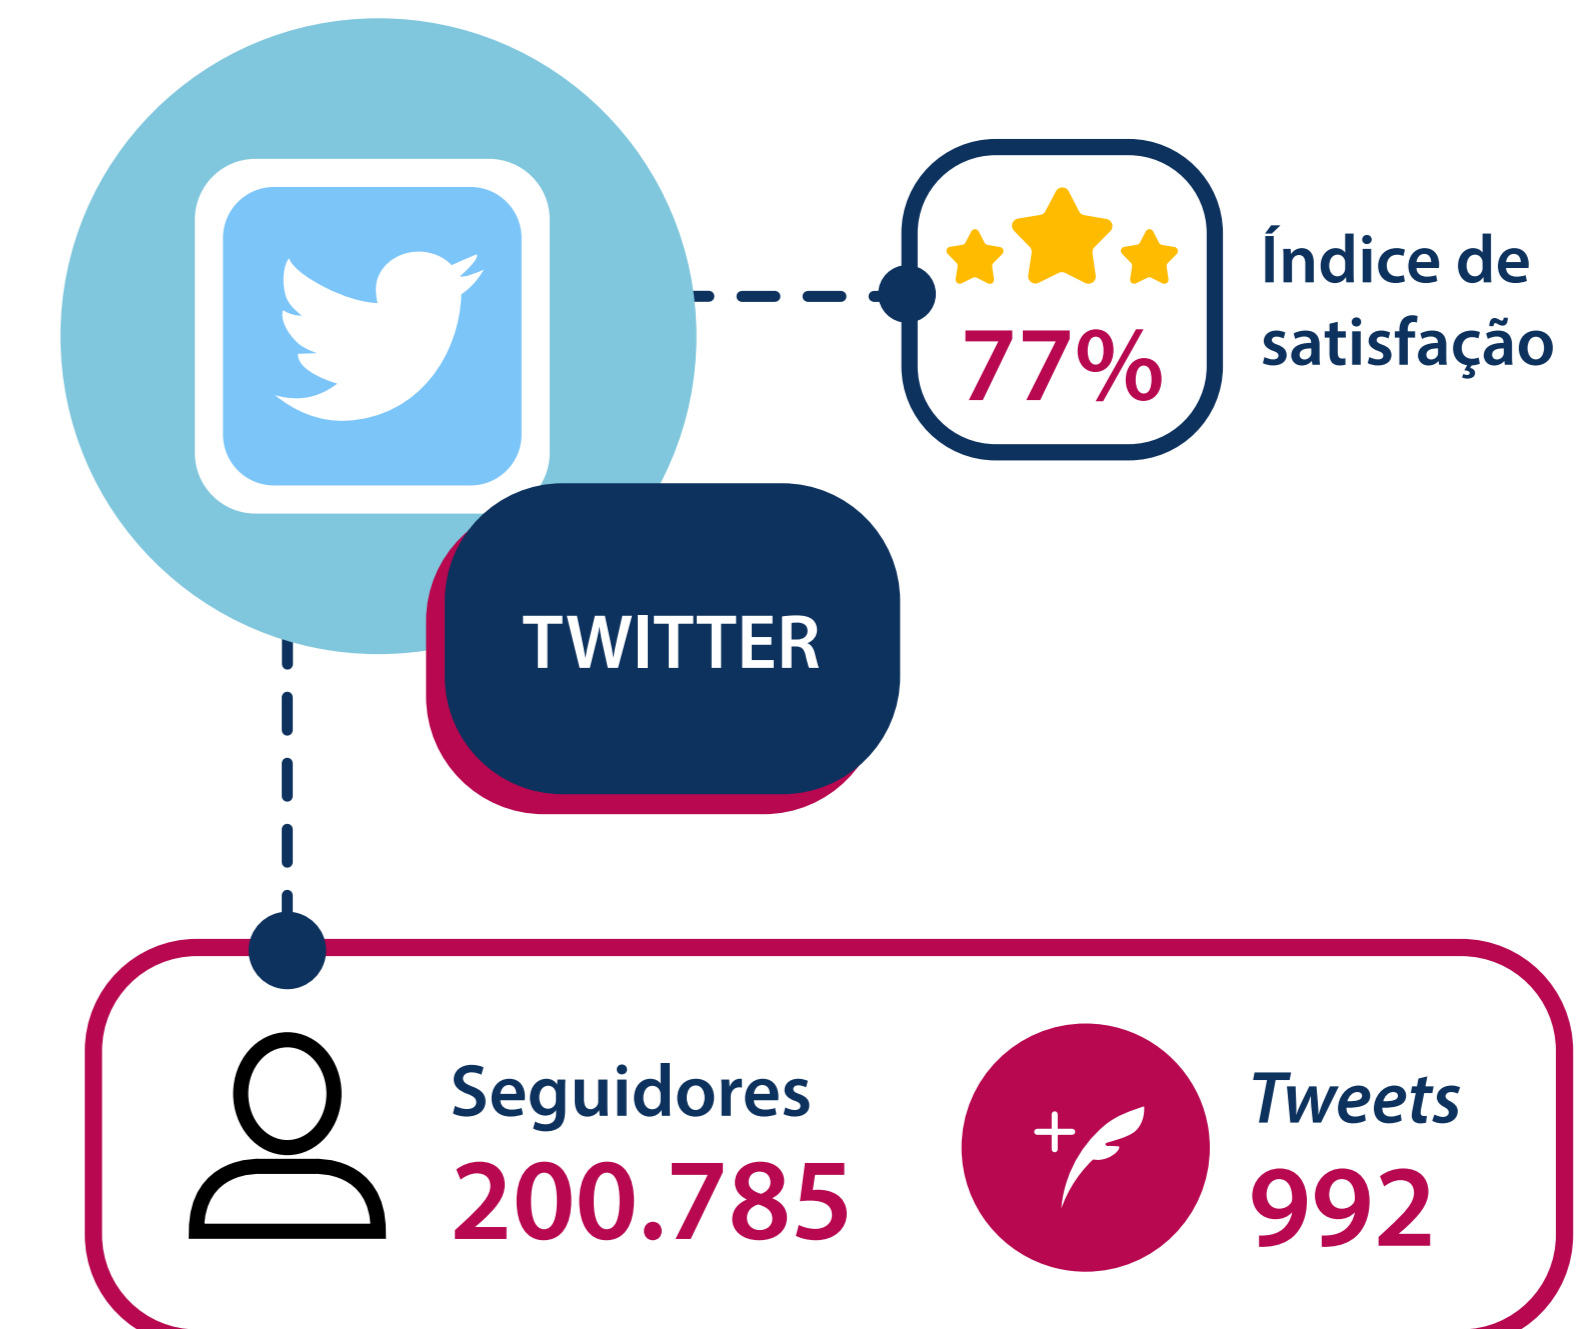 Índice de
satisfação
77%
TWITTER
Seguidores
200.785
Tweets
992